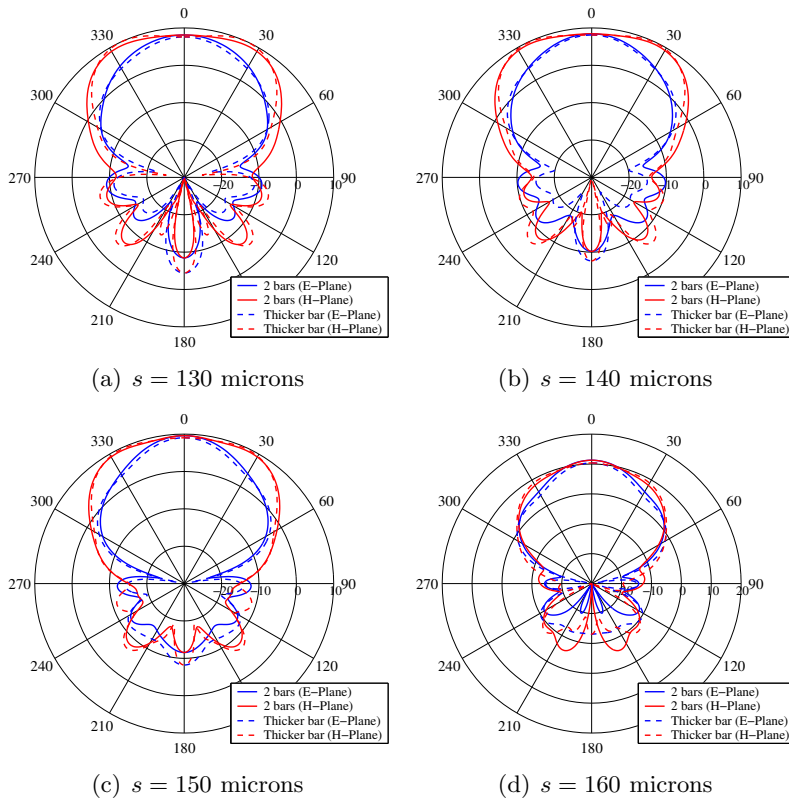 0
330 30
300 60
270 −20 −10 0 10 90
240 120
210
180
2 bars (E−Plane)
2 bars (H−Plane)
Thicker bar (E−Plane)
Thicker bar (H−Plane)
(a) s = 130 microns
0
330 30
300 60
270 −20 −10 0 10 90
240 120
210
180
2 bars (E−Plane)
2 bars (H−Plane)
Thicker bar (E−Plane)
Thicker bar (H−Plane)
(b) s = 140 microns
0
330 30
300 60
270 −20 −10 0 10 90
240 120
210
180
2 bars (E−Plane)
2 bars (H−Plane)
Thicker bar (E−Plane)
Thicker bar (H−Plane)
(c) s = 150 microns
0
330 30
300 60
270 −20 −10 0 10 20 90
240 120
210
180
2 bars (E−Plane)
2 bars (H−Plane)
Thicker bar (E−Plane)
Thicker bar (H−Plane)
(d) s = 160 microns